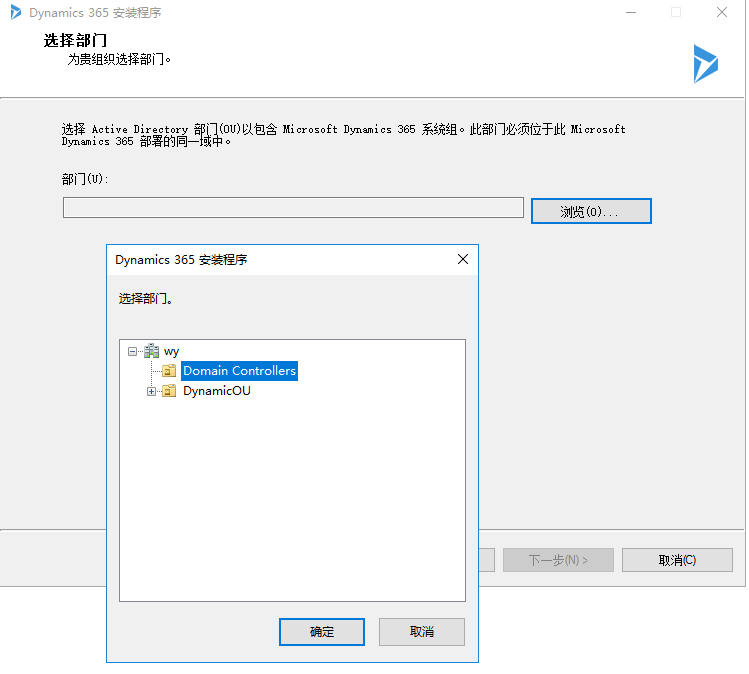 Dynamics 365 安装程序
选择部门
为贵组织选择部门。
选择 Active Directory 部门(OU)以包含 Microsoft Dynamics 365 系统组。此部门必须位于此 Microsoft
Dynamics 365 部署的同一域中。
部门(U):
浏览(O)...
Dynamics 365 安装程序
选择部门。
wy
Domain Controllers
DynamicOU
下一步(N) >
取消(C)
确定
取消